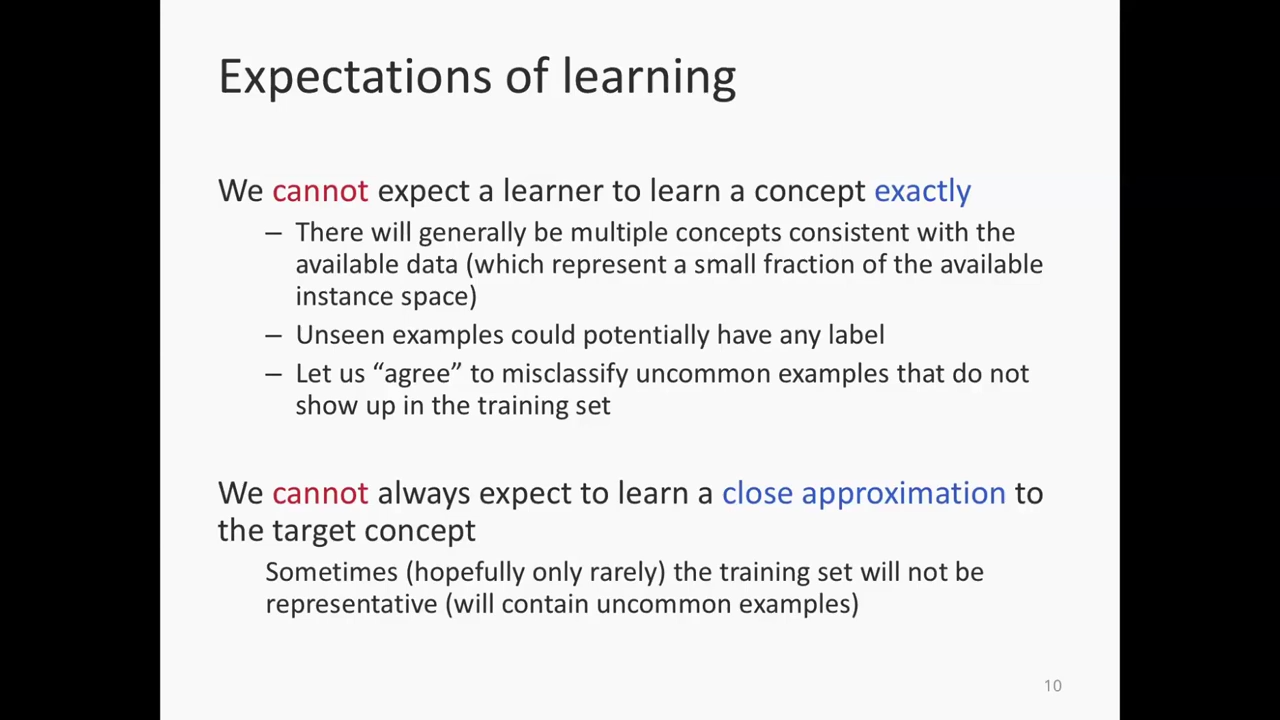 Expectations of learning
We cannot expect a learner to learn a concept exactly
– There will generally be multiple concepts consistent with the
available data (which represent a small fraction of the available
instance space)
– Unseen examples could potentially have any label
– Let us “agree” to misclassify uncommon examples that do not
show up in the training set
We cannot always expect to learn a close approximation to
the target concept
Sometimes (hopefully only rarely) the training set will not be
representative (will contain uncommon examples)
10